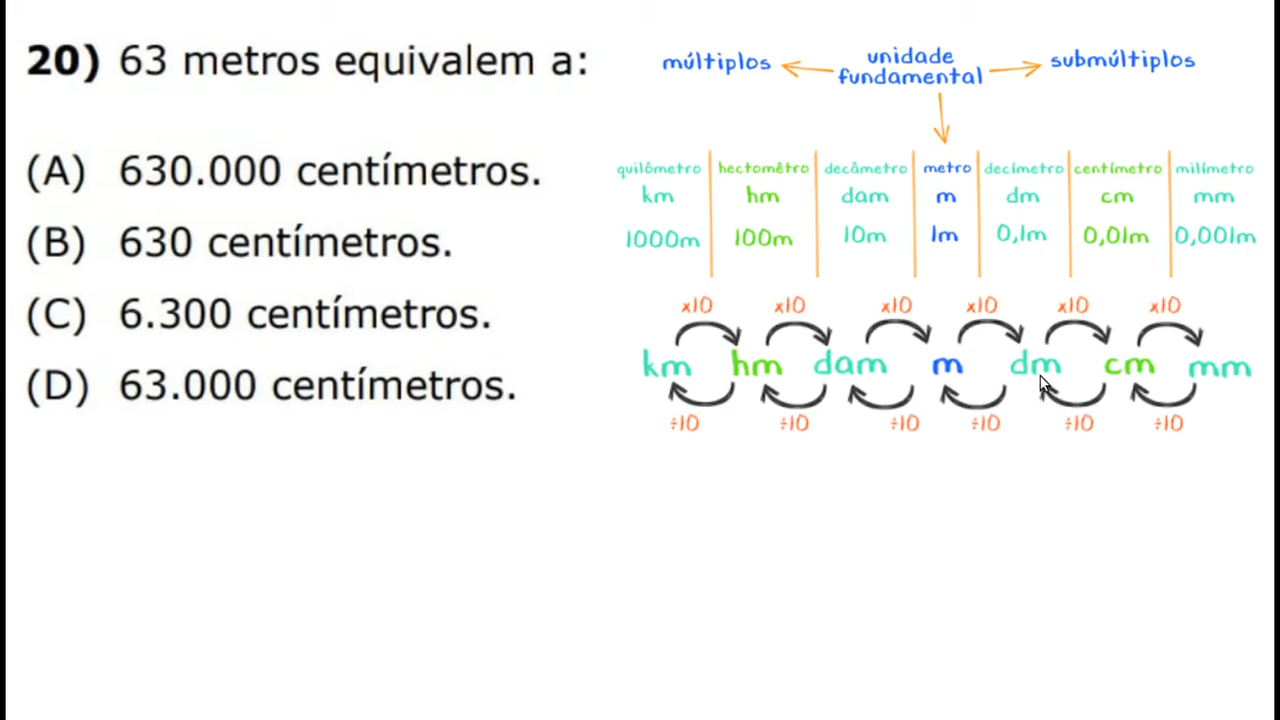 20) 63 metros equivalem a:
(A) 630.000 centímetros.
(B) 630 centímetros.
(C) 6.300 centímetros.
(D) 63.000 centímetros.
múltiplos unidade fundamental submúltiplos
quilômetro hectomêtro decâmetro metro decímetro centímetro milímetro
km hm dam m dm cm mm
1000m 100m 10m 1m 0,1m 0,01m 0,001m
x10 x10 x10 x10 x10 x10
km hm dam m dm cm mm
÷10 ÷10 ÷10 ÷10 ÷10 ÷10